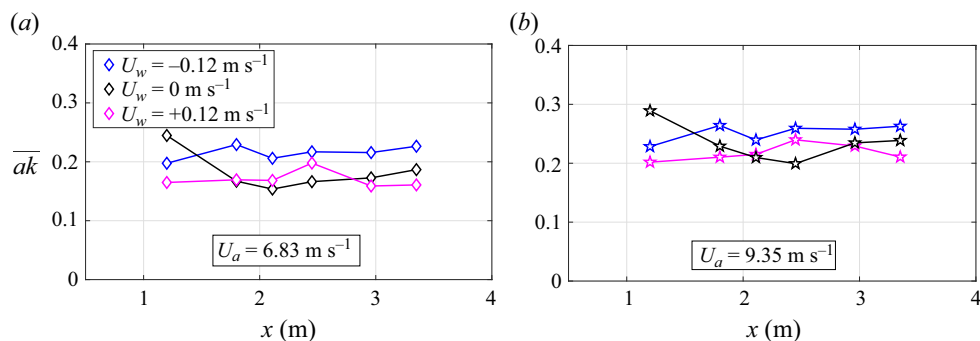 (a)
0.4
0.3
0.2
0.1
0
ak
U_w = –0.12 m s⁻¹
U_w = 0 m s⁻¹
U_w = +0.12 m s⁻¹
U_a = 6.83 m s⁻¹
1 2 3 4
x (m)
(b)
0.4
0.3
0.2
0.1
0
U_a = 9.35 m s⁻¹
1 2 3 4
x (m)